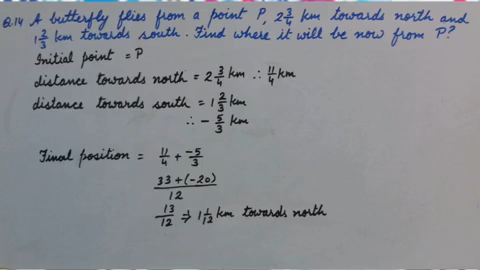 Q.14 A butterfly flies from a point P, 2 3/4 km towards north and
1 2/3 km towards south. Find where it will be now from P?
Initial point = P
distance towards north = 2 3/4 km ∴ 11/4 km
distance towards south = 1 2/3 km
∴ - 5/3 km
Final position = 11/4 + -5/3
33+(-20)/12
13/12 ⇒ 1 1/12 km towards north